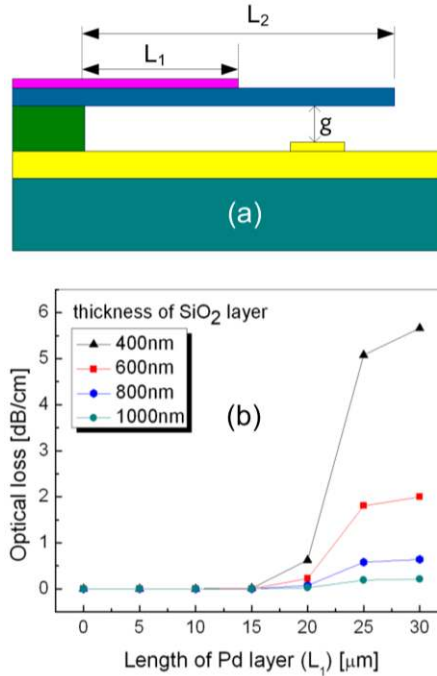 L₂
L₁
g
(a)
thickness of SiO₂ layer
400nm
600nm
800nm
1000nm
(b)
Optical loss [dB/cm]
6
5
4
3
2
1
0
0 5 10 15 20 25 30
Length of Pd layer (L₁) [μm]